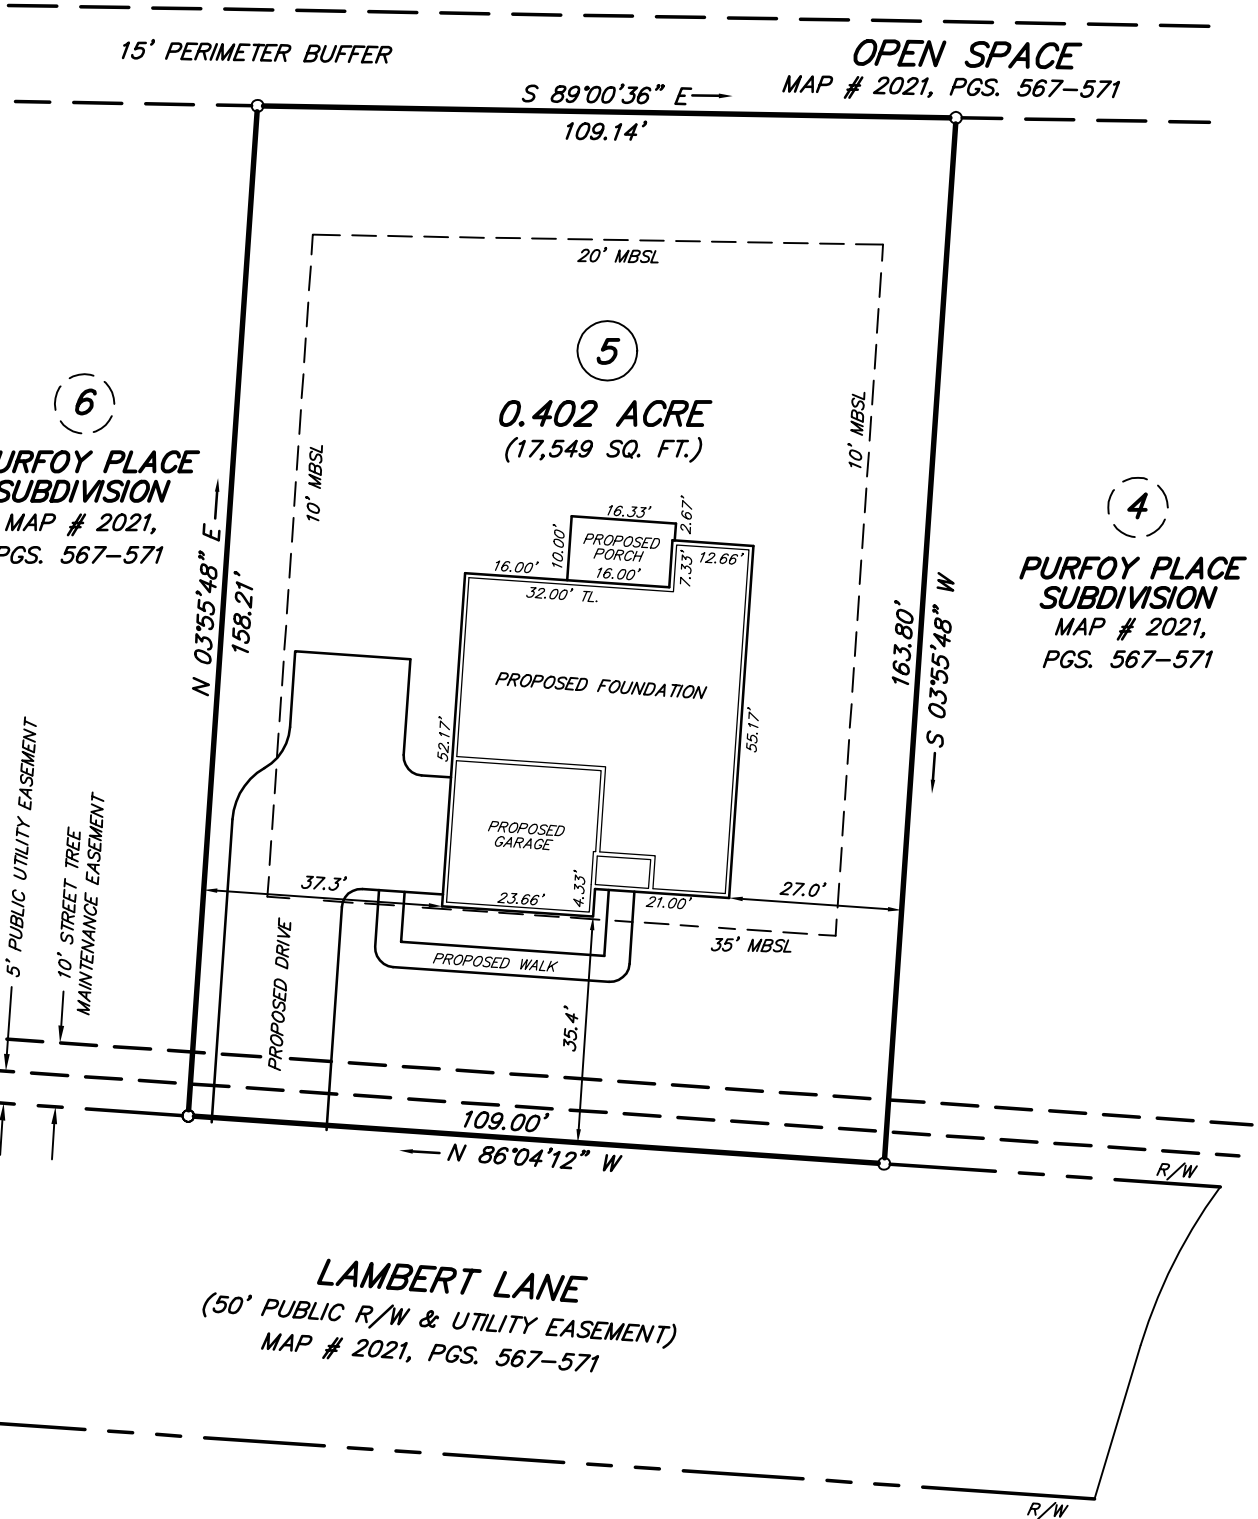 15' PERIMETER BUFFER
OPEN SPACE
MAP # 2021, PGS. 567-571
S 89°00'36" E
109.14'
20' MBSL
5
0.402 ACRE
(17,549 SQ. FT.)
10' MBSL
10' MBSL
6
URFOY PLACE
SUBDIVISION
MAP # 2021,
PGS. 567-571
N 03°55'48" E
158.21'
4
PURFOY PLACE
SUBDIVISION
MAP # 2021,
PGS. 567-571
163.80'
S 03°55'48" W
16.33'
2.67'
10.00'
PROPOSED
PORCH
16.00'
16.00'
7.33'
12.66'
32.00' TL.
PROPOSED FOUNDATION
52.17'
55.17'
PROPOSED
GARAGE
23.66'
4.33'
21.00'
37.3'
27.0'
35' MBSL
PROPOSED WALK
PROPOSED DRIVE
35.4'
5' PUBLIC UTILITY EASEMENT
10' STREET TREE
MAINTENANCE EASEMENT
109.00'
N 86°04'12" W
R/W
LAMBERT LANE
(50' PUBLIC R/W & UTILITY EASEMENT)
MAP # 2021, PGS. 567-571
R/W